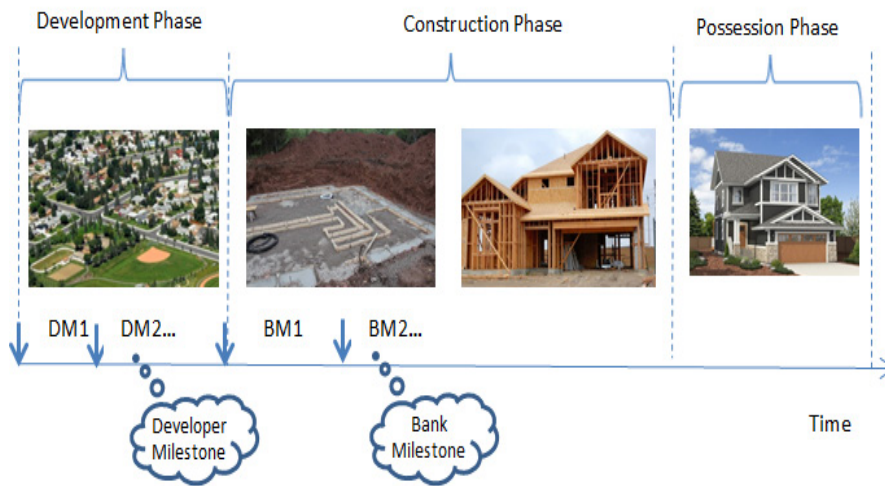 Development Phase
Construction Phase
Possession Phase
DM1
DM2...
BM1
BM2...
Developer
Milestone
Bank
Milestone
Time